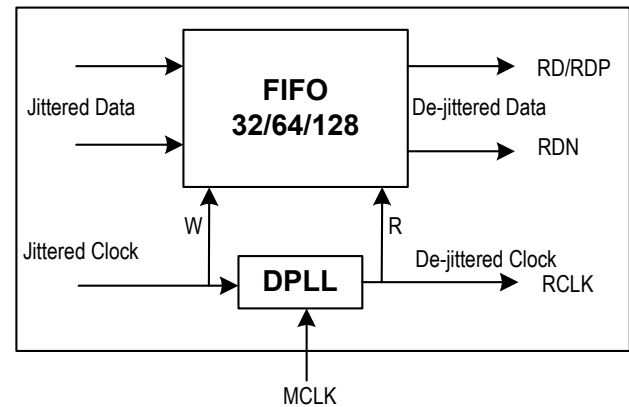 RD/RDP
FIFO
32/64/128
Jittered Data
De-jittered Data
RDN
W
R
Jittered Clock
De-jittered Clock
DPLL
RCLK
MCLK